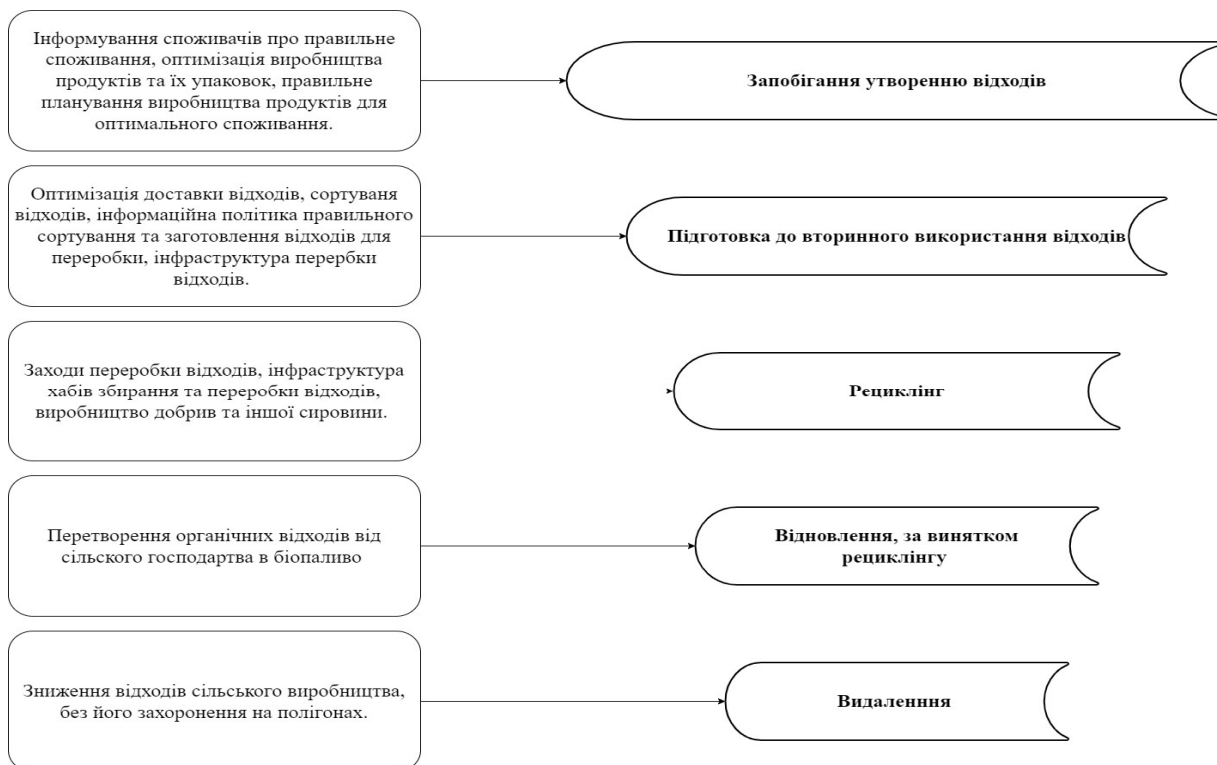 Інформування споживачів про правильне
споживання, оптимізація виробництва
продуктів та їх упаковок, правильне
планування виробництва продуктів для
оптимального споживання.
Запобігання утворенню відходів
Оптимізація доставки відходів, сортуваня
відходів, інформаційна політика правильного
сортування та заготовлення відходів для
переробки, інфраструктура перербки
відходів.
Підготовка до вторинного використання відходів
Заходи переробки відходів, інфраструктура
хабів збирання та переробки відходів,
виробництво добрив та іншої сировини.
Рециклінг
Перетворення органічних відходів від
сільского господартва в біопаливо
Відновлення, за винятком
рециклінгу
Зниження відходів сільського виробництва,
без його захоронення на полігонах.
Видаленння